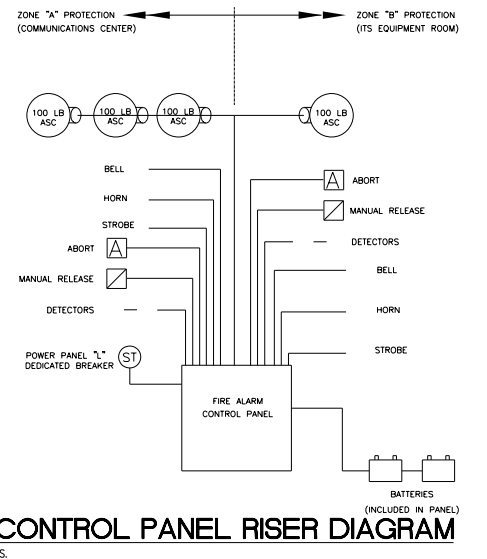 ZONE "A" PROTECTION
(COMMUNICATIONS CENTER)
ZONE "B" PROTECTION
(ITS EQUIPMENT ROOM)
100 LB
ASC
100 LB
ASC
100 LB
ASC
100 LB
ASC
BELL
HORN
STROBE
ABORT
A
MANUAL RELEASE
DETECTORS
POWER PANEL "L"
DEDICATED BREAKER
ST
A
ABORT
MANUAL RELEASE
DETECTORS
BELL
HORN
STROBE
FIRE ALARM
CONTROL PANEL
BATTERIES
(INCLUDED IN PANEL)
CONTROL PANEL RISER DIAGRAM
S.